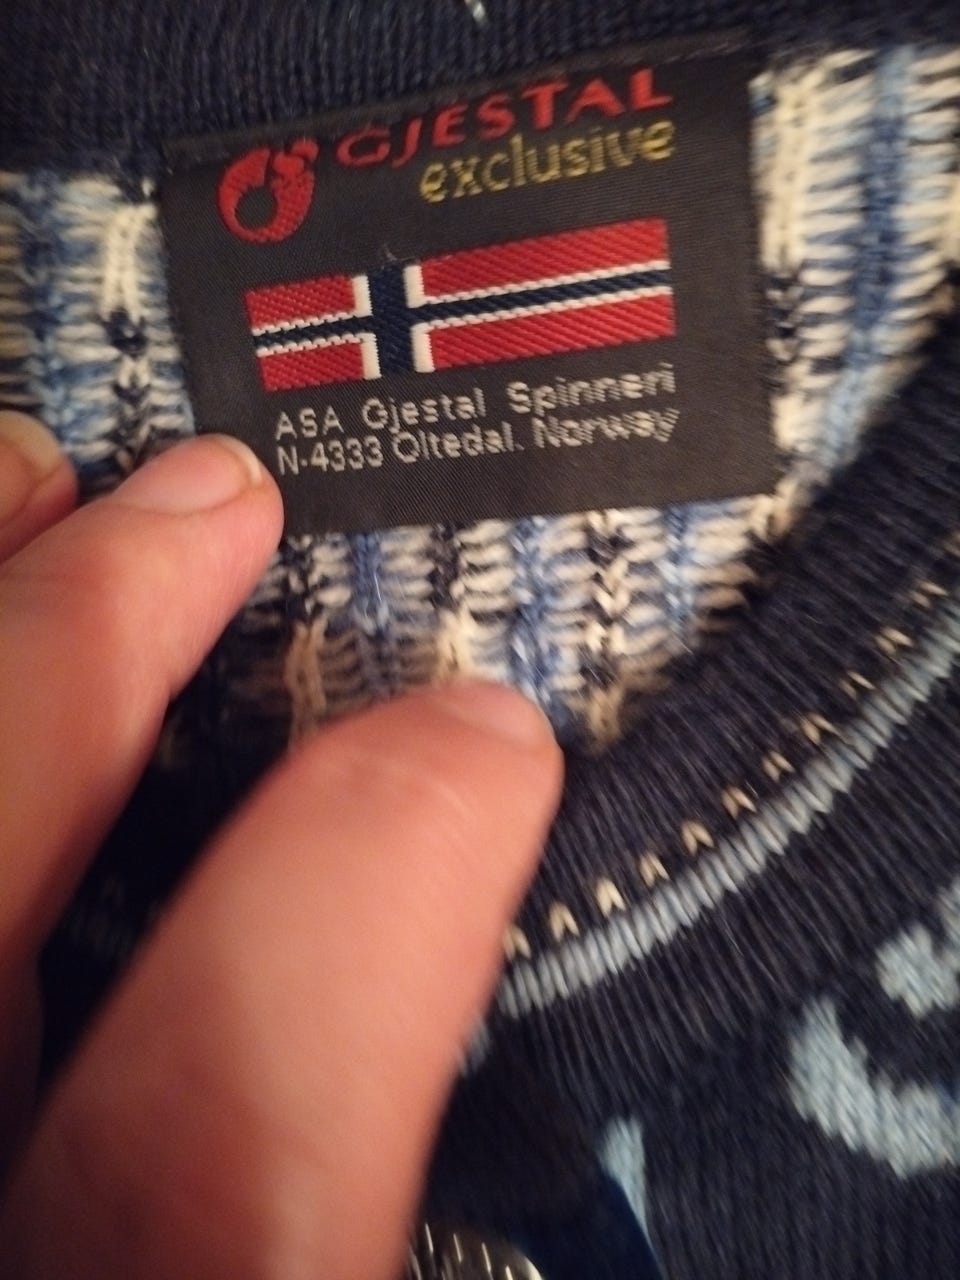 GJESTAL
exclusive
ASA Gjestal Spinneri
N-4333 Oltedal. Norway